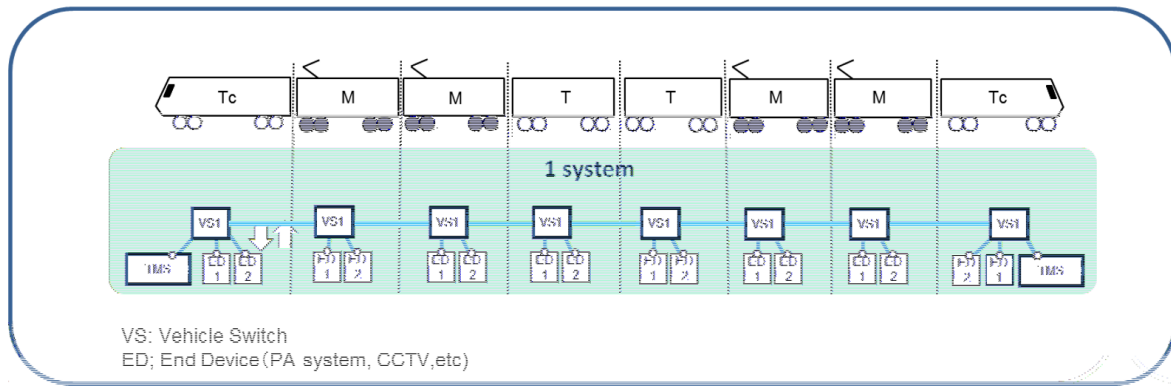 Tc M M T T M M Tc
1 system
VS1 VS1 VS1 VS1 VS1 VS1 VS1 VS1
TMS ED 1 ED 2 ED 1 ED 2 ED 1 ED 2 ED 1 ED 2 ED 1 ED 2 ED 1 ED 2 ED 1 ED 2 ED 2 ED 1 TMS
VS: Vehicle Switch
ED; End Device(PA system, CCTV,etc)